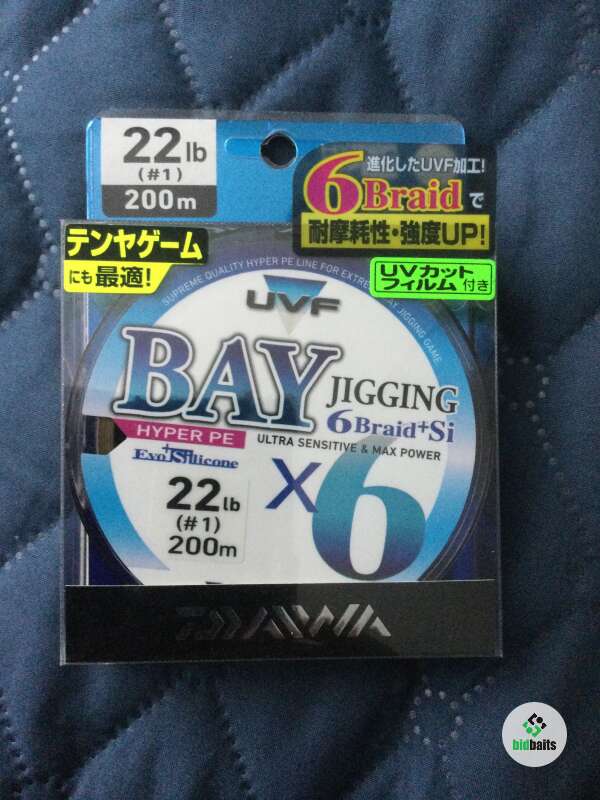 22lb
(#1)
200m
進化したUVF加工!
6Braidで
耐摩耗性・強度UP!
テンヤゲーム
にも最適!
UVカット
フィルム付き
SUPREME QUALITY HYPER PE LINE FOR EXTREME BAY JIGGING GAME
UVF
BAY JIGGING
6Braid+Si
HYPER PE
ULTRA SENSITIVE & MAX POWER
Evo+Silicone
X6
22lb
(#1)
200m
DAIWA
bidbaits